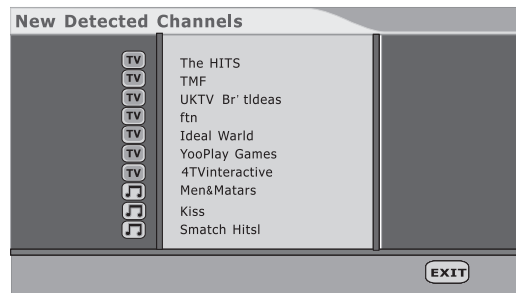 New Detected Channels
TV The HITS
TV TMF
TV UKTV Br' tIdeas
TV ftn
TV Ideal Warld
TV YooPlay Games
TV 4TVinteractive
Men&Matars
Kiss
Smatch Hitsl
EXIT